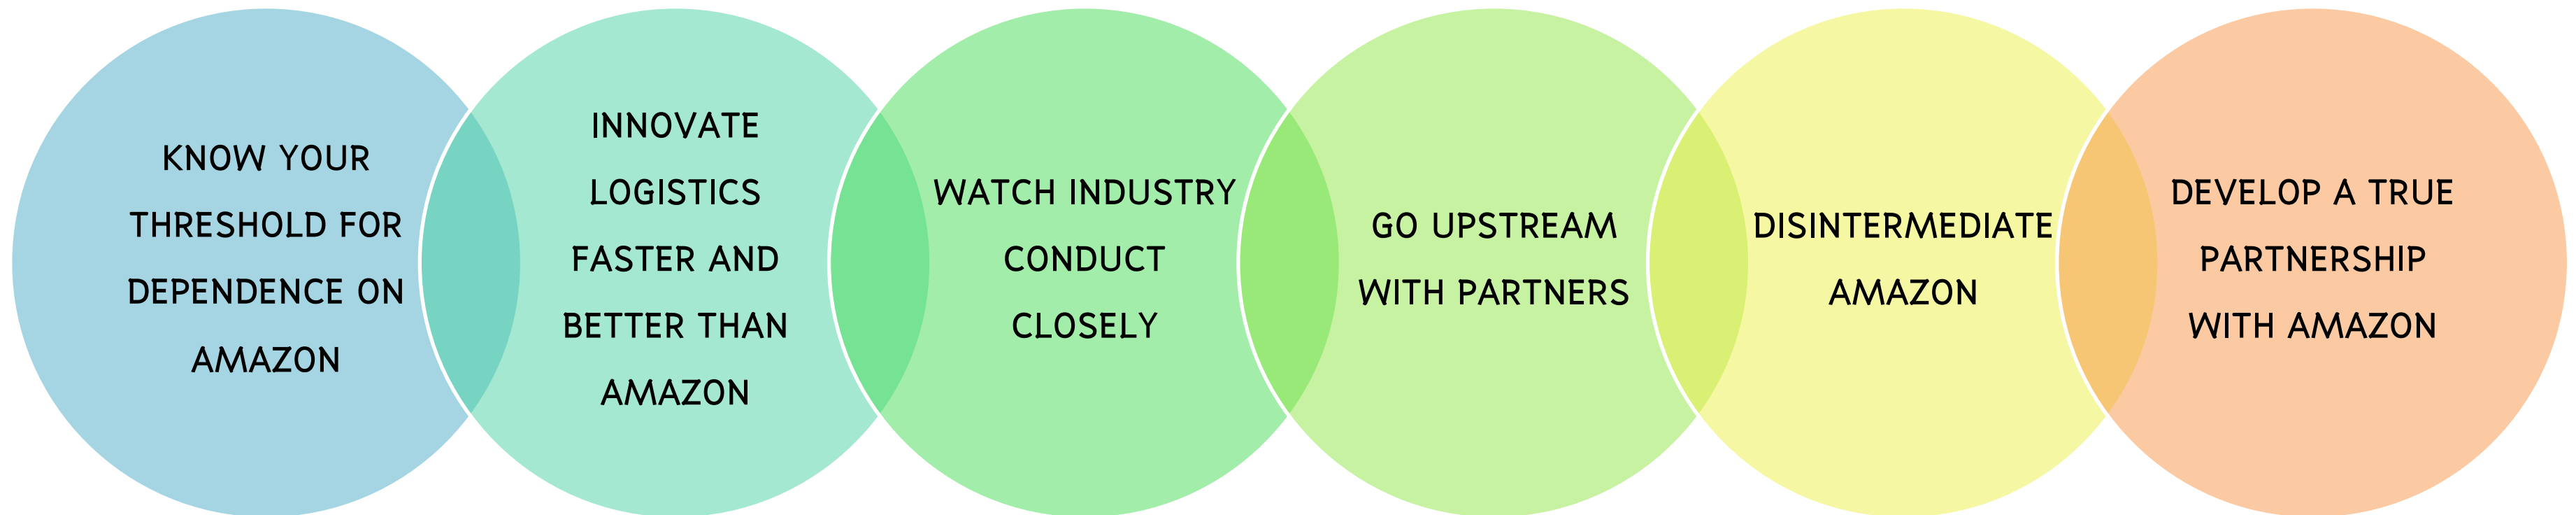 KNOW YOUR
THRESHOLD FOR
DEPENDENCE ON
AMAZON
INNOVATE
LOGISTICS
FASTER AND
BETTER THAN
AMAZON
WATCH INDUSTRY
CONDUCT
CLOSELY
GO UPSTREAM
WITH PARTNERS
DISINTERMEDIATE
AMAZON
DEVELOP A TRUE
PARTNERSHIP
WITH AMAZON